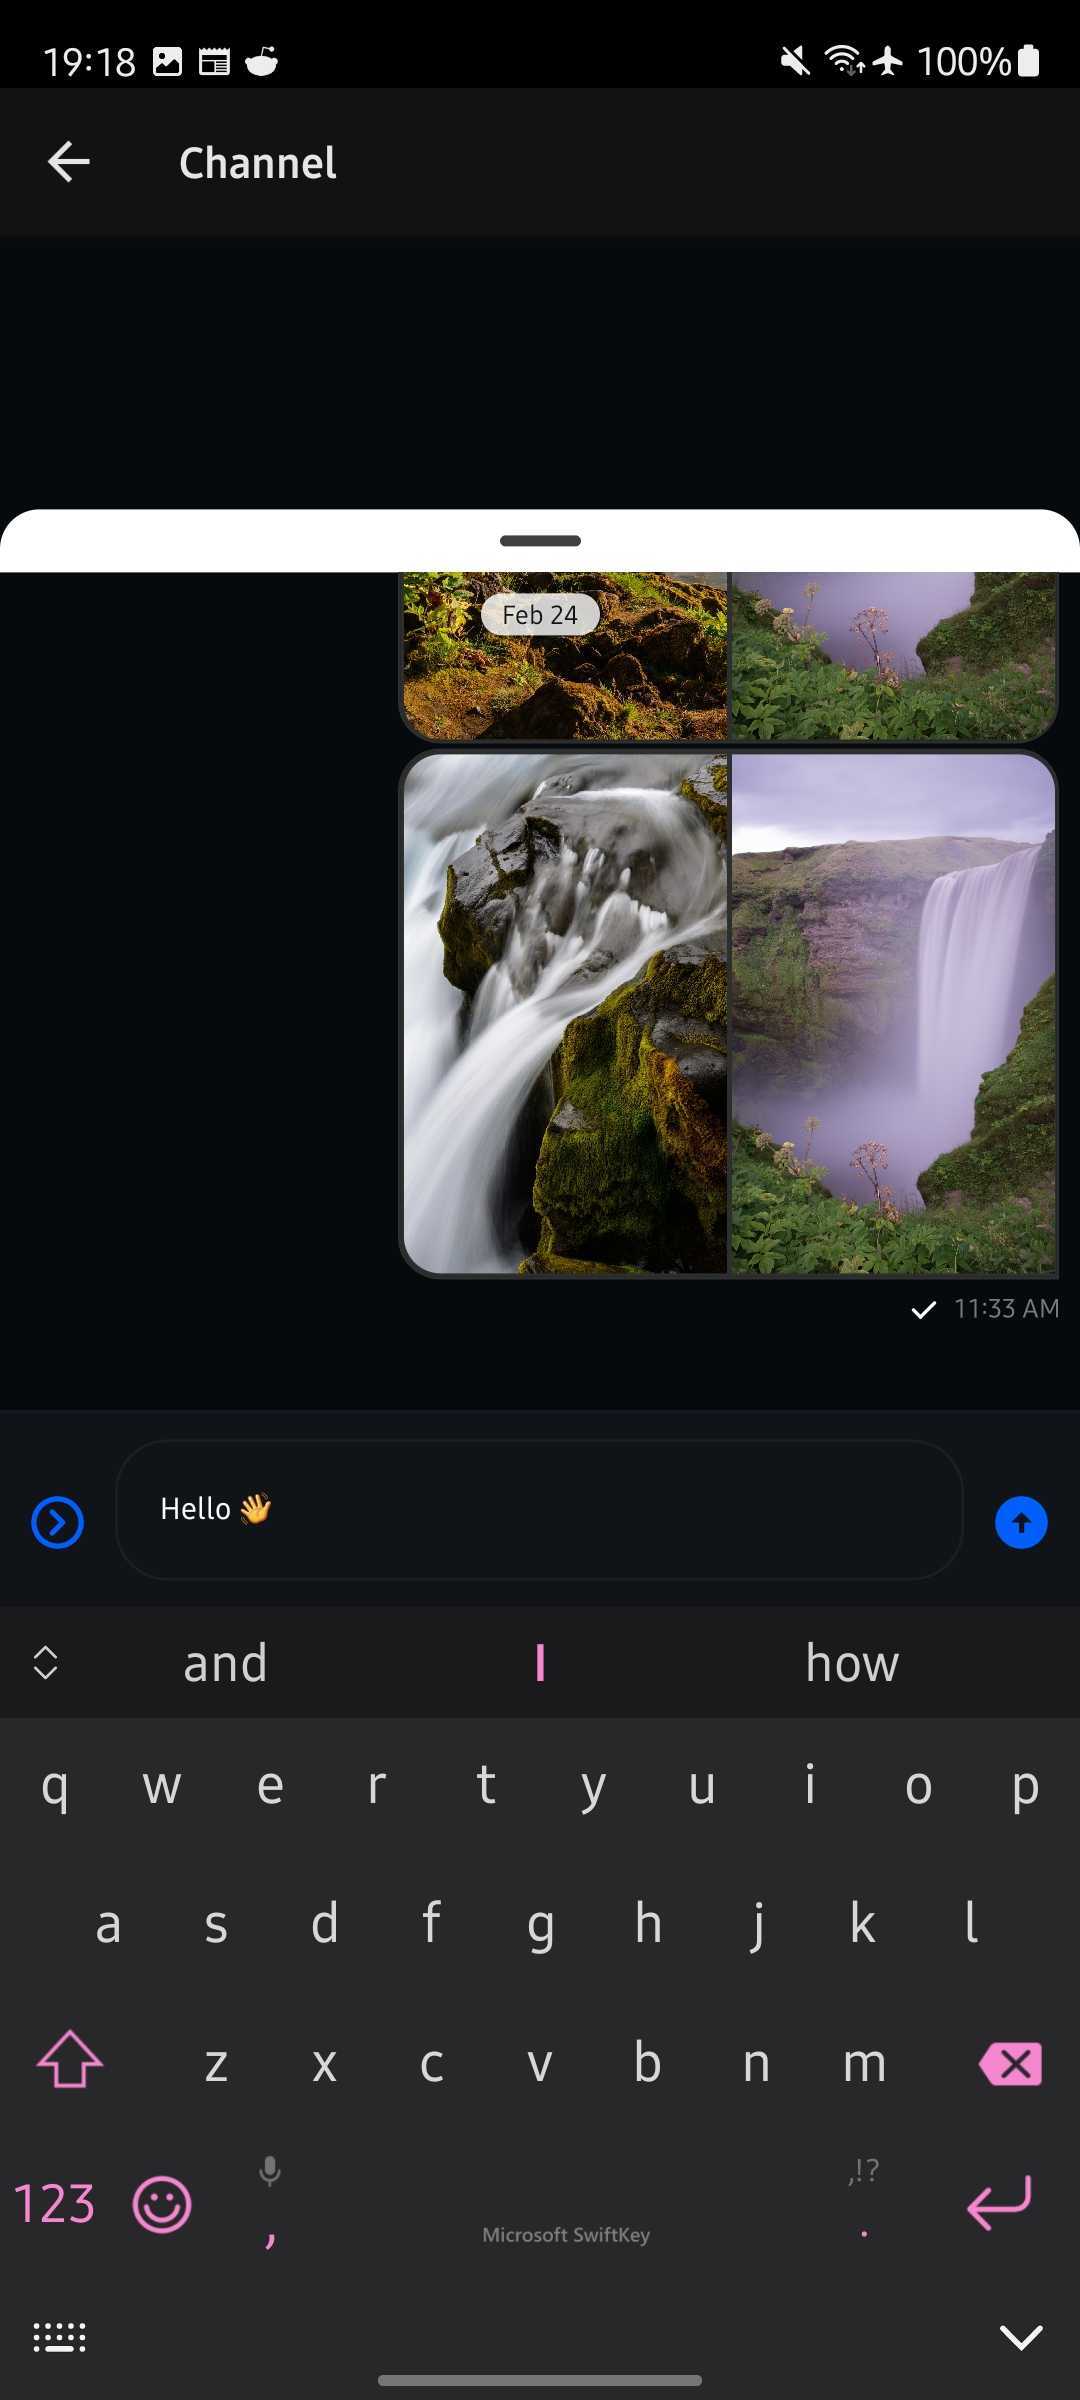 19:18
100%
Channel
Feb 24
11:33 AM
Hello 👋
and I how
q w e r t y u i o p
a s d f g h j k l
z x c v b n m
,!?
123 , Microsoft SwiftKey .